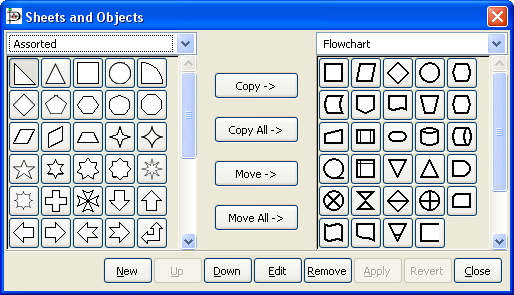 Sheets and Objects
Assorted
Flowchart
Copy ->
Copy All ->
Move ->
Move All ->
New Up Down Edit Remove Apply Revert Close